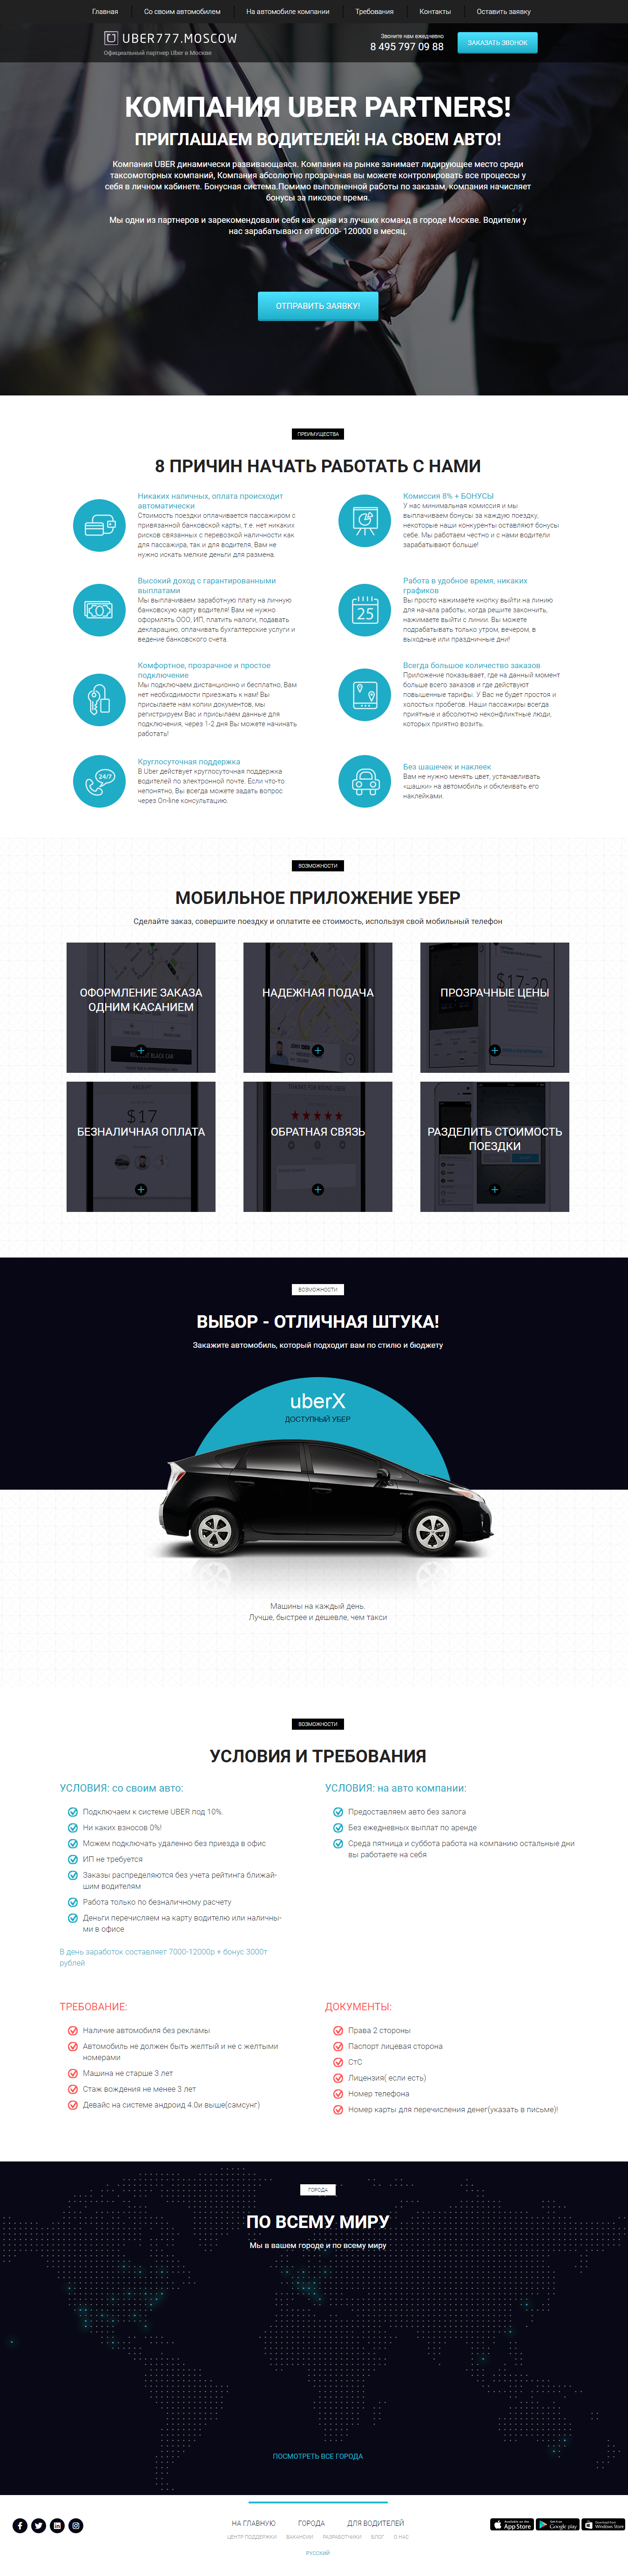 Главная
Со своим автомобилем
На автомобиле компании
Требования
Контакты
Оставить заявку
UBER777.MOSCOW
Официальный партнер Uber в Москве
Звоните нам ежедневно
8 495 797 09 88
ЗАКАЗАТЬ ЗВОНОК
КОМПАНИЯ UBER PARTNERS!
ПРИГЛАШАЕМ ВОДИТЕЛЕЙ! НА СВОЕМ АВТО!
Компания UBER динамически развивающаяся. Компания на рынке занимает лидирующее место среди
таксомоторных компаний, Компания абсолютно прозрачная вы можете контролировать все процессы у
себя в личном кабинете. Бонусная система.Помимо выполненной работы по заказам, компания начисляет
бонусы за пиковое время.
Мы одни из партнеров и зарекомендовали себя как одна из лучших команд в городе Москве. Водители у
нас зарабатывают от 80000- 120000 в месяц.
ОТПРАВИТЬ ЗАЯВКУ!
ПРЕИМУЩЕСТВА
8 ПРИЧИН НАЧАТЬ РАБОТАТЬ С НАМИ
Никаких наличных, оплата происходит
автоматически
Стоимость поездки оплачивается пассажиром с
привязанной банковской карты, т.е. нет никаких
рисков связанных с перевозкой наличности как
для пассажира, так и для водителя, Вам не
нужно искать мелкие деньги для размена.
Комиссия 8% + БОНУСЫ
У нас минимальная комиссия и мы
выплачиваем бонусы за каждую поездку,
некоторые наши конкуренты оставляют бонусы
себе. Мы работаем честно и с нами водители
зарабатывают больше!
Высокий доход с гарантированными
выплатами
Мы выплачиваем заработную плату на личную
банковскую карту водителя! Вам не нужно
оформлять ООО, ИП, платить налоги, подавать
декларацию, оплачивать бухгалтерские услуги и
ведение банковского счета.
25
Работа в удобное время, никаких
графиков
Вы просто нажимаете кнопку выйти на линию
для начала работы, когда решите закончить,
нажимаете выйти с линии. Вы можете
подрабатывать только утром, вечером, в
выходные или праздничные дни!
Комфортное, прозрачное и простое
подключение
Мы подключаем дистанционно и бесплатно, Вам
нет необходимости приезжать к нам! Вы
присылаете нам копии документов, мы
регистрируем Вас и присылаем данные для
подключения, через 1-2 дня Вы можете начинать
работать!
Всегда большое количество заказов
Приложение показывает, где на данный момент
больше всего заказов и где действуют
повышенные тарифы. У Вас не будет простоя и
холостых пробегов. Наши пассажиры всегда
приятные и абсолютно неконфликтные люди,
которых приятно возить.
24/7
Круглосуточная поддержка
В Uber действует круглосуточная поддержка
водителей по электронной почте. Если что-то
непонятно, Вы всегда можете задать вопрос
через On-line консультацию.
Без шашечек и наклеек
Вам не нужно менять цвет, устанавливать
«шашки» на автомобиль и обклеивать его
наклейками.
ВОЗМОЖНОСТИ
МОБИЛЬНОЕ ПРИЛОЖЕНИЕ УБЕР
Сделайте заказ, совершите поездку и оплатите ее стоимость, используя свой мобильный телефон
ОФОРМЛЕНИЕ ЗАКАЗА
ОДНИМ КАСАНИЕМ
НАДЕЖНАЯ ПОДАЧА
$17-20
ПРОЗРАЧНЫЕ ЦЕНЫ
$17
БЕЗНАЛИЧНАЯ ОПЛАТА
ОБРАТНАЯ СВЯЗЬ
РАЗДЕЛИТЬ СТОИМОСТЬ
ПОЕЗДКИ
ВОЗМОЖНОСТИ
ВЫБОР - ОТЛИЧНАЯ ШТУКА!
Закажите автомобиль, который подходит вам по стилю и бюджету
uberX
ДОСТУПНЫЙ УБЕР
Машины на каждый день.
Лучше, быстрее и дешевле, чем такси
ВОЗМОЖНОСТИ
УСЛОВИЯ И ТРЕБОВАНИЯ
УСЛОВИЯ: со своим авто:
Подключаем к системе UBER под 10%.
Ни каких взносов 0%!
Можем подключать удаленно без приезда в офис
ИП не требуется
Заказы распределяются без учета рейтинга ближай-
шим водителям
Работа только по безналичному расчету
Деньги перечисляем на карту водителю или наличны-
ми в офисе
В день заработок составляет 7000-12000р + бонус 3000т
рублей
УСЛОВИЯ: на авто компании:
Предоставляем авто без залога
Без ежедневных выплат по аренде
Среда пятница и суббота работа на компанию остальные дни
вы работаете на себя
ТРЕБОВАНИЕ:
Наличие автомобиля без рекламы
Автомобиль не должен быть желтый и не с желтыми
номерами
Машина не старше 3 лет
Стаж вождения не менее 3 лет
Девайс на системе андроид 4.0и выше(самсунг)
ДОКУМЕНТЫ:
Права 2 стороны
Паспорт лицевая сторона
СтС
Лицензия( если есть)
Номер телефона
Номер карты для перечисления денег(указать в письме)!
ГОРОДА
ПО ВСЕМУ МИРУ
Мы в вашем городе и по всему миру
ПОСМОТРЕТЬ ВСЕ ГОРОДА
НА ГЛАВНУЮ
ГОРОДА
ДЛЯ ВОДИТЕЛЕЙ
ЦЕНТР ПОДДЕРЖКИ
ВАКАНСИИ
РАЗРАБОТЧИКИ
БЛОГ
О НАС
РУССКИЙ
App Store
Google play
Windows Store